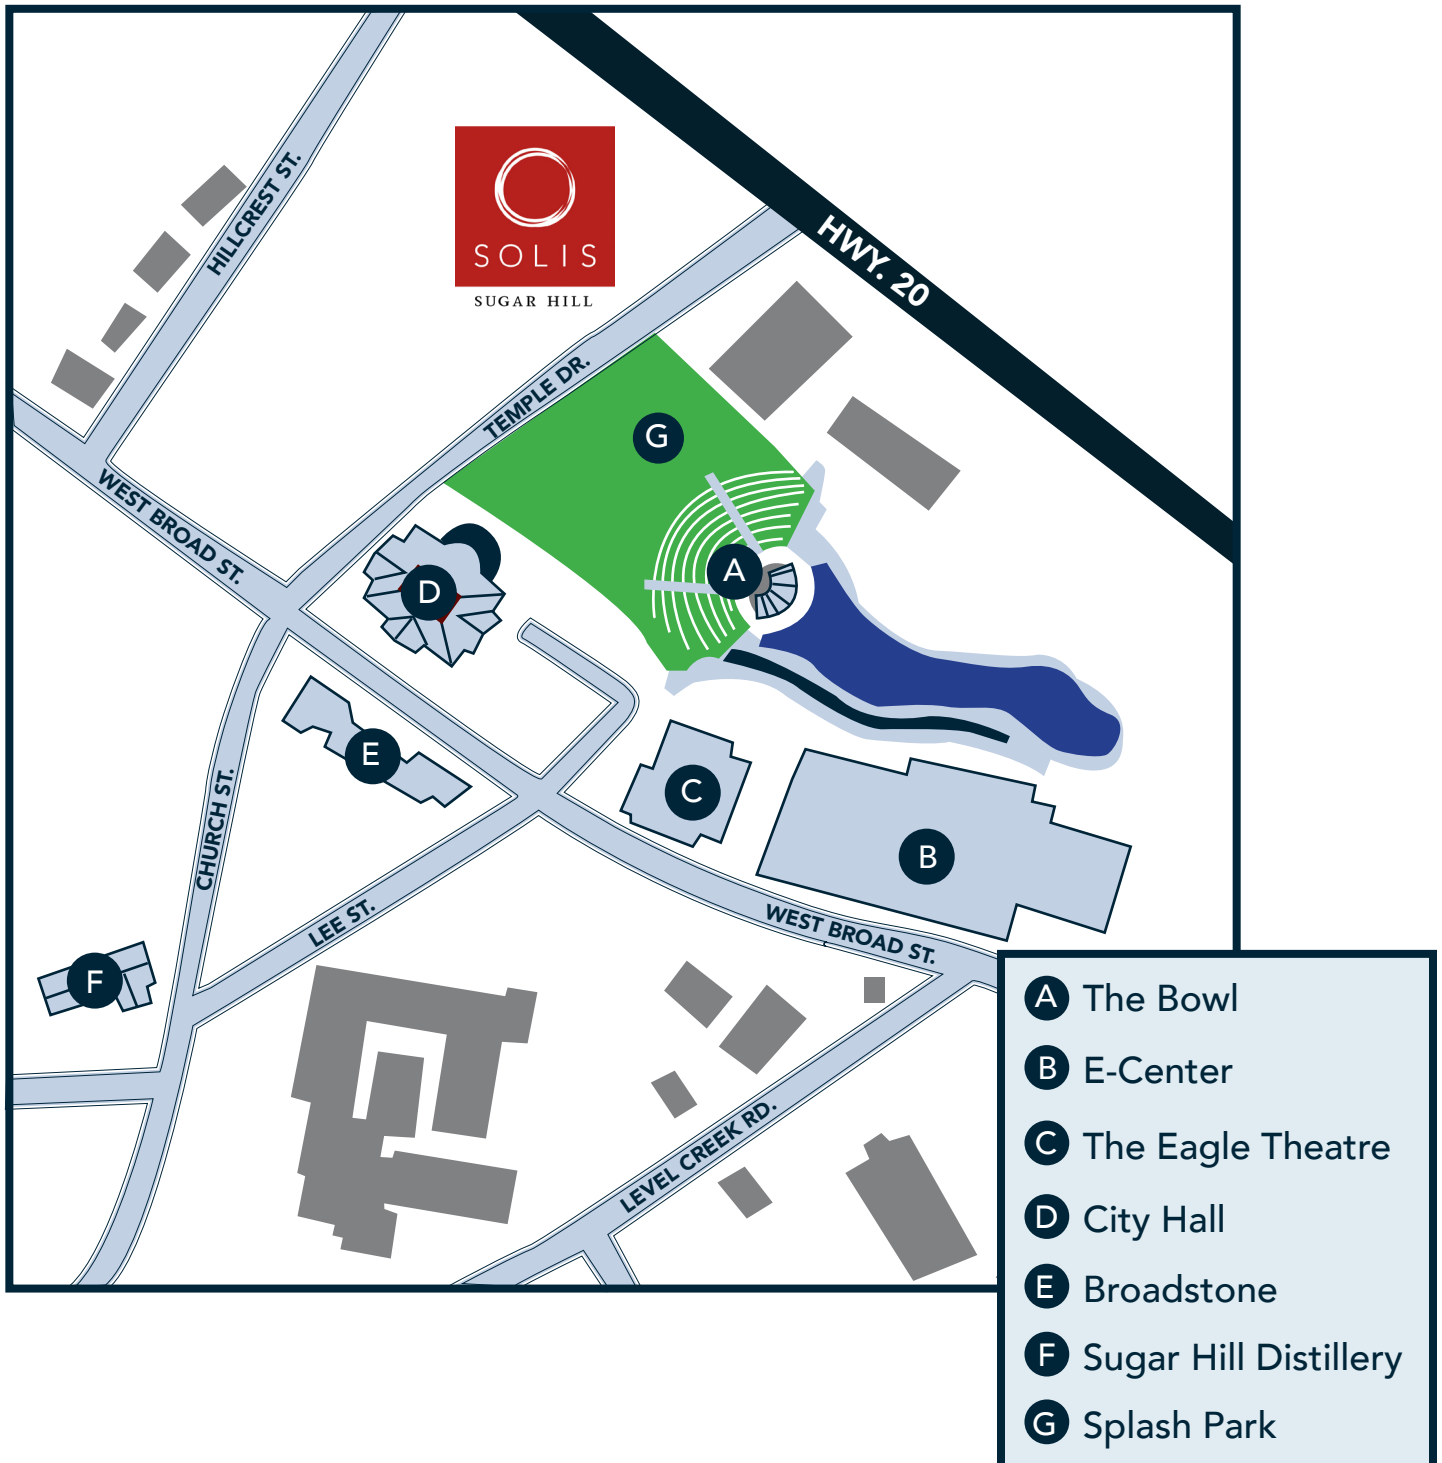 HILLCREST ST.
SOLIS
SUGAR HILL
HWY. 20
TEMPLE DR.
G
WEST BROAD ST.
A
D
E
C
CHURCH ST.
B
LEE ST.
WEST BROAD ST.
F
LEVEL CREEK RD.
A The Bowl
B E-Center
C The Eagle Theatre
D City Hall
E Broadstone
F Sugar Hill Distillery
G Splash Park